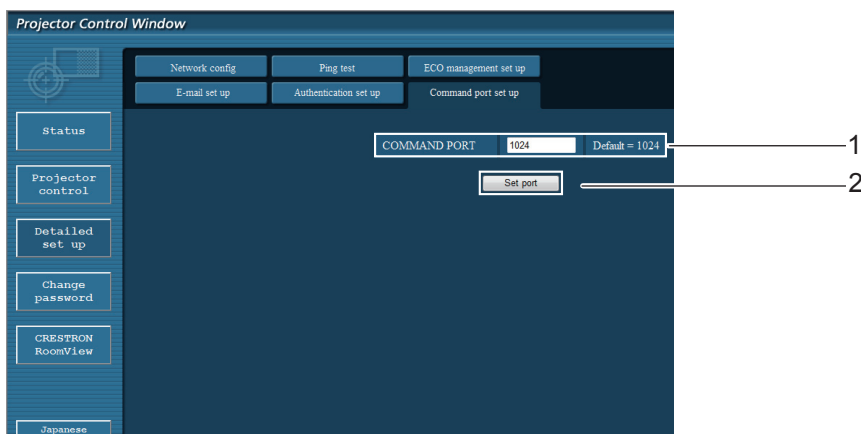 Projector Control Window
Network config
Ping test
ECO management set up
E-mail set up
Authentication set up
Command port set up
Status
Projector
control
Detailed
set up
Change
password
CRESTRON
RoomView
Japanese
COMMAND PORT
1024
Default = 1024
1
Set port
2